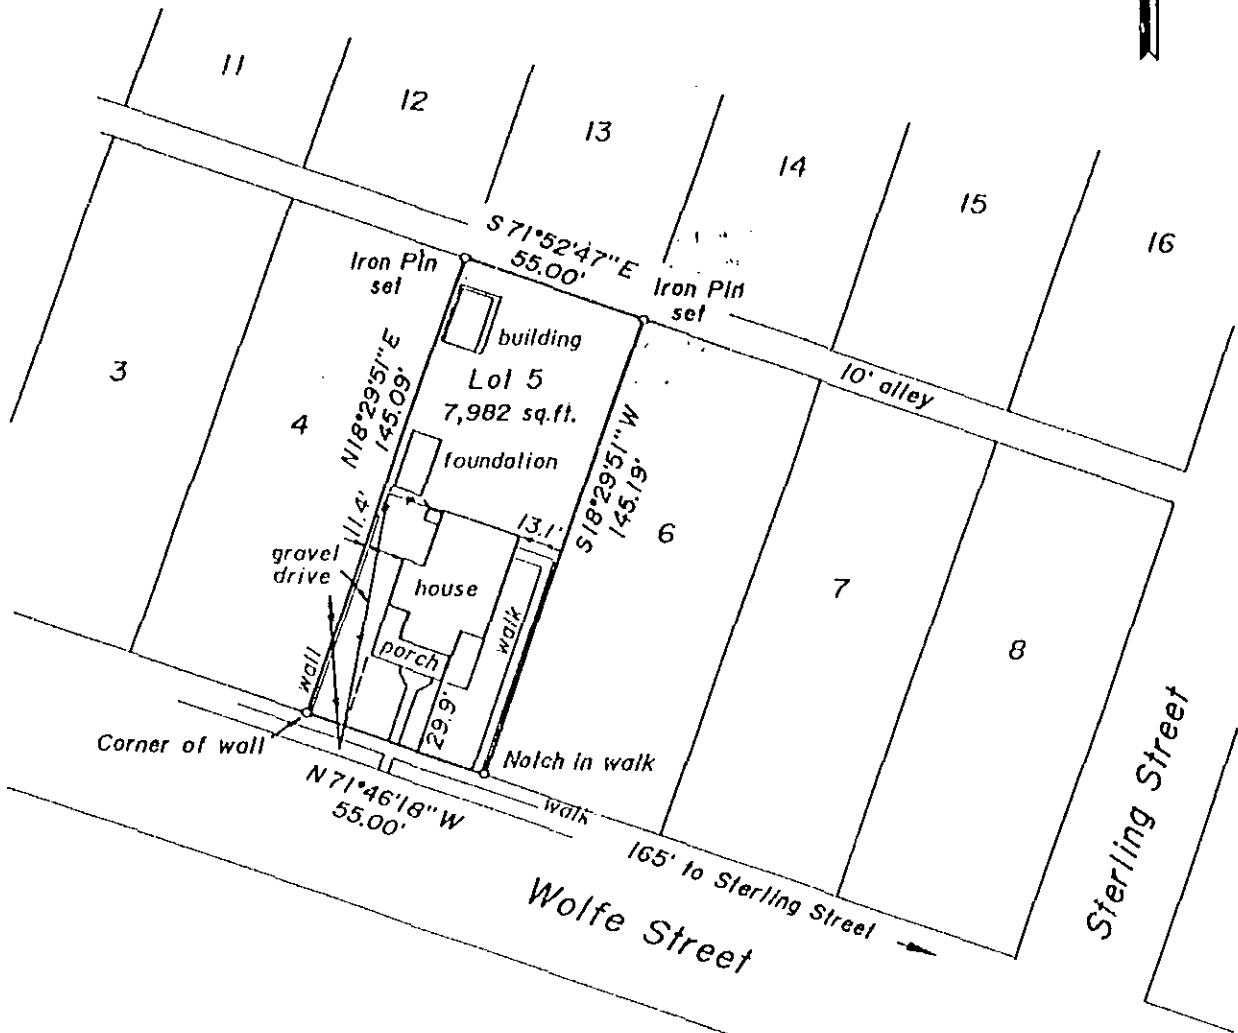 11
12
13
14
15
16
S 71°52'47" E
55.00'
Iron Pin
set
Iron Pin
set
building
Lot 5
7,982 sq.ft.
10' alley
3
4
N18°29'51" E
145.09'
foundation
S 18°29'51" W
145.19'
6
7
8
11.4'
13.1'
gravel
drive
house
walk
porch
wall
29.9'
Corner of wall
Notch in walk
N 71°46'18" W
55.00'
walk
165' to Sterling Street
Wolfe Street
Sterling Street